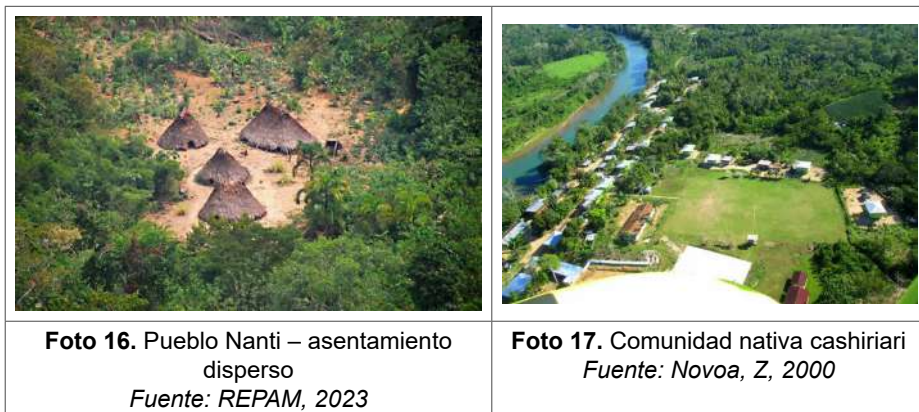 Foto 16. Pueblo Nanti – asentamiento
disperso
Fuente: REPAM, 2023
Foto 17. Comunidad nativa cashiriari
Fuente: Novoa, Z, 2000